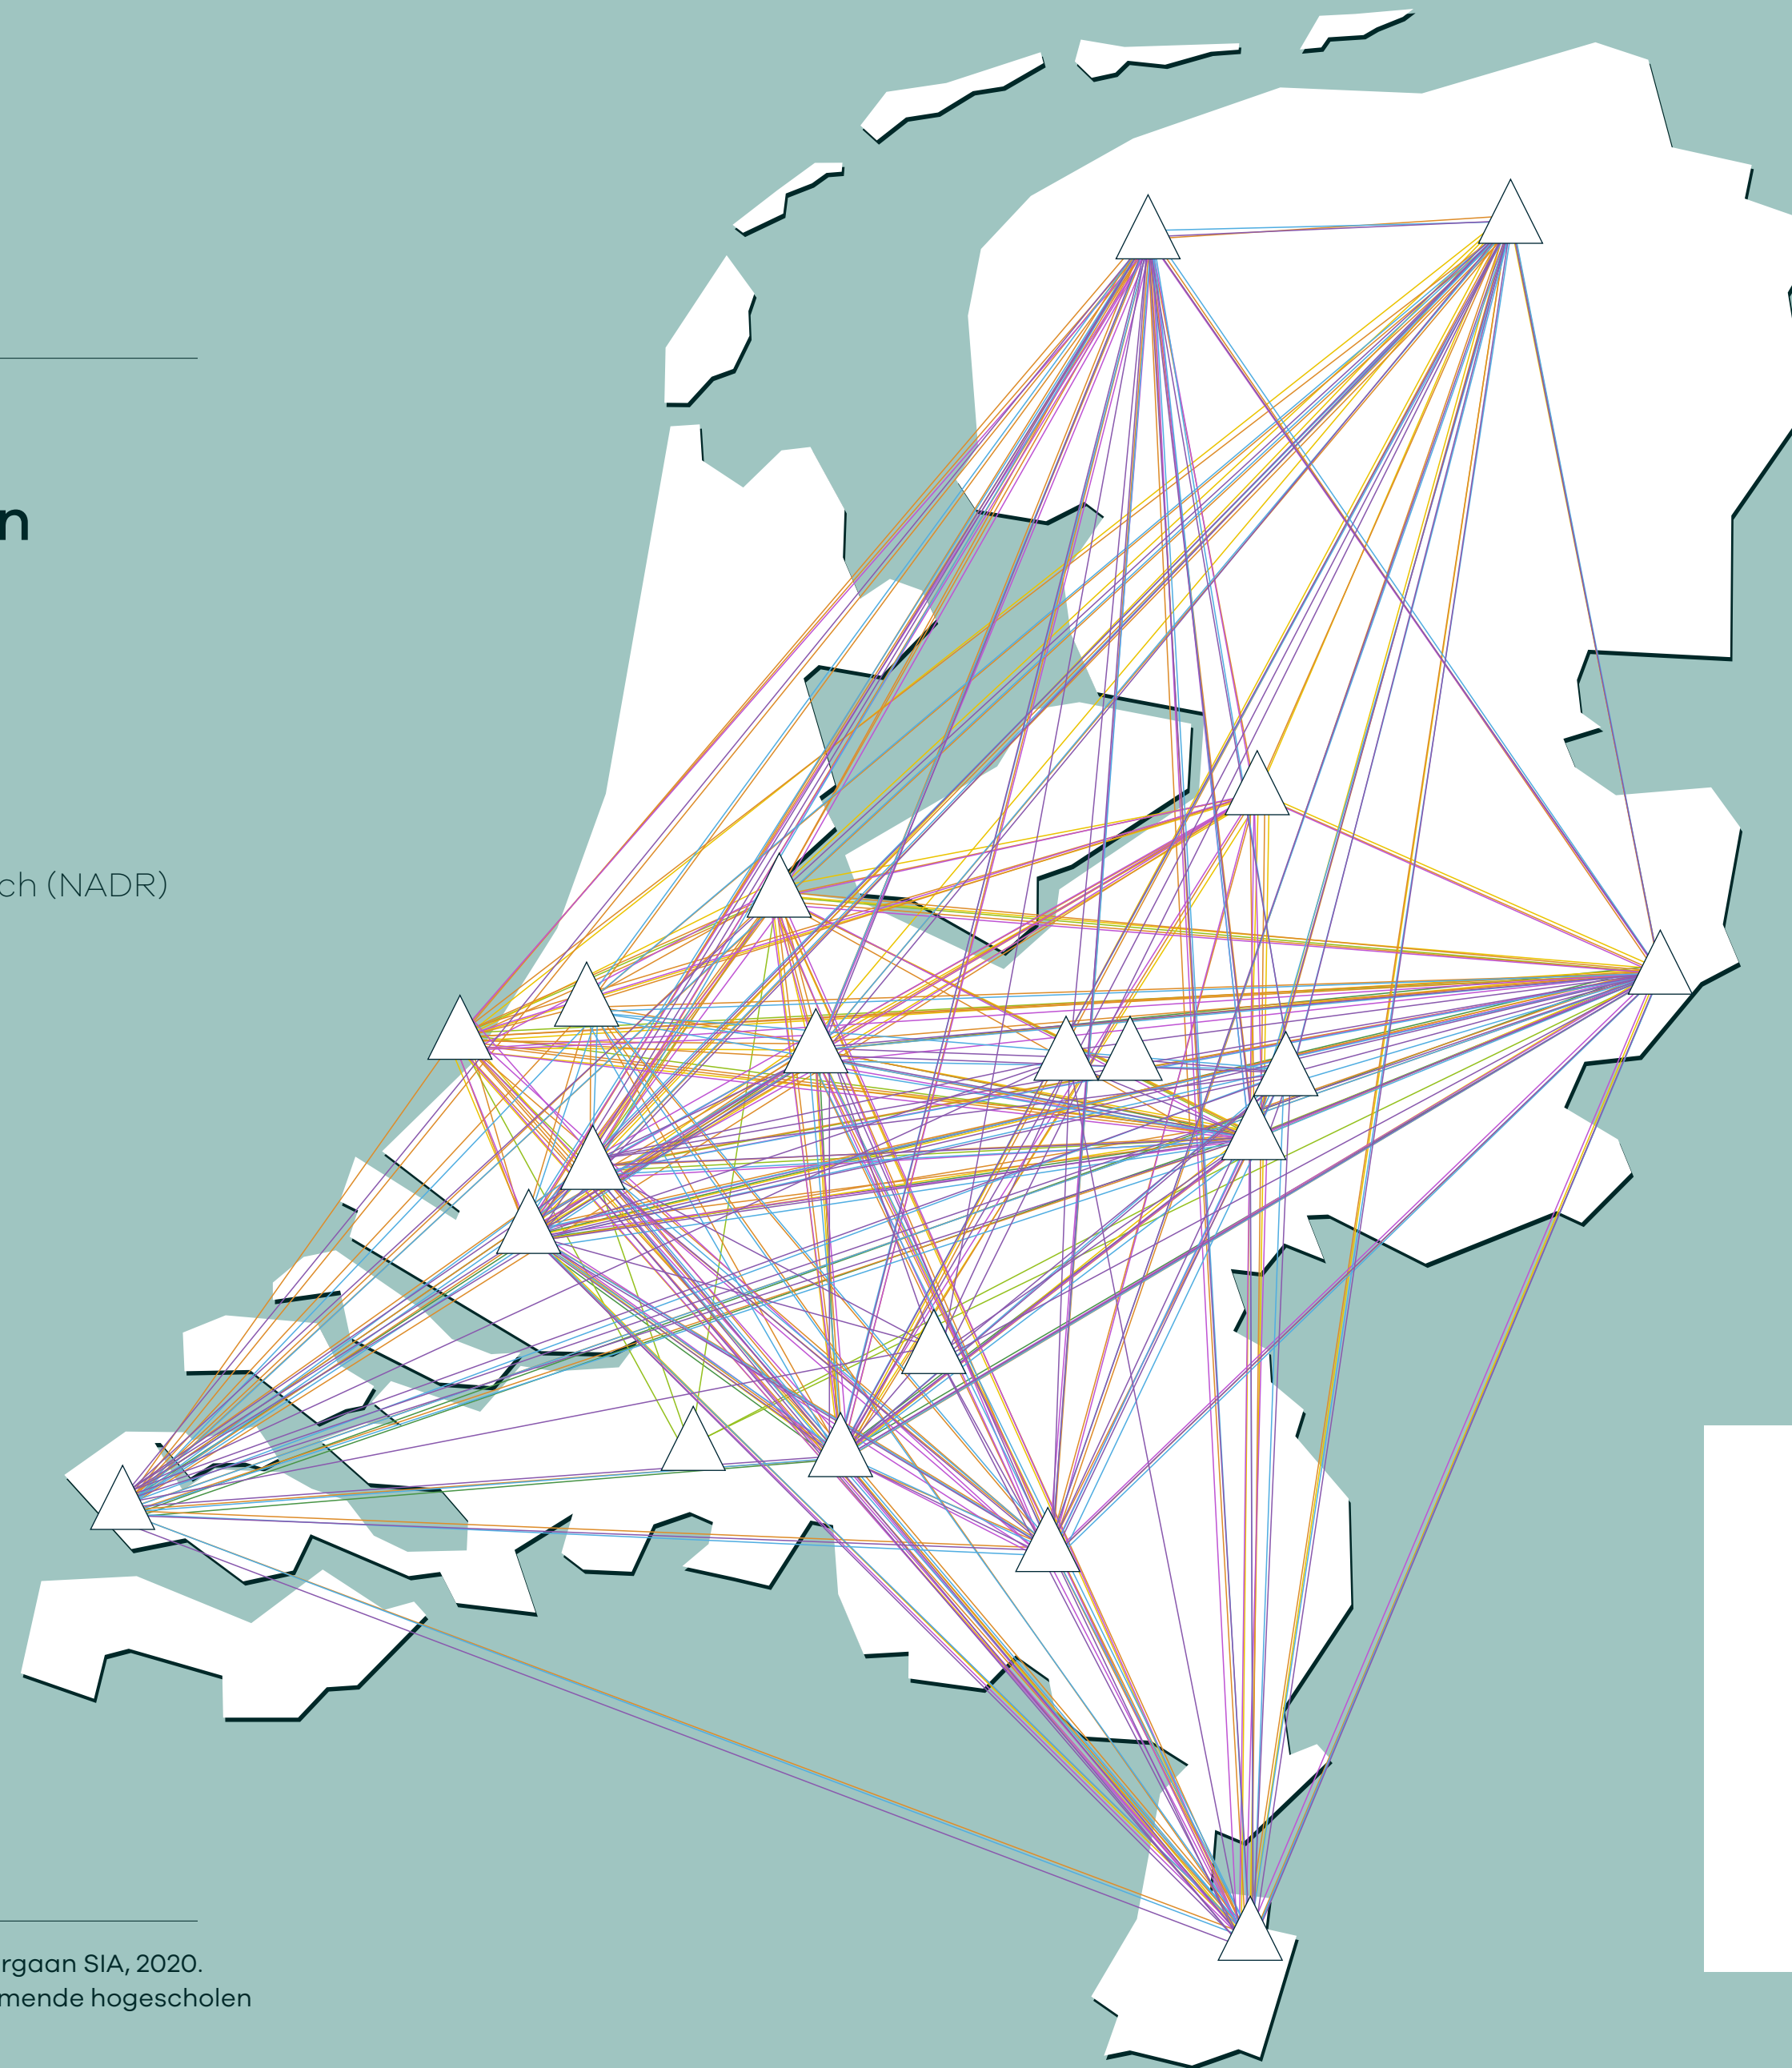 n
ch (NADR)
rgaan SIA, 2020.
mende hogescholen